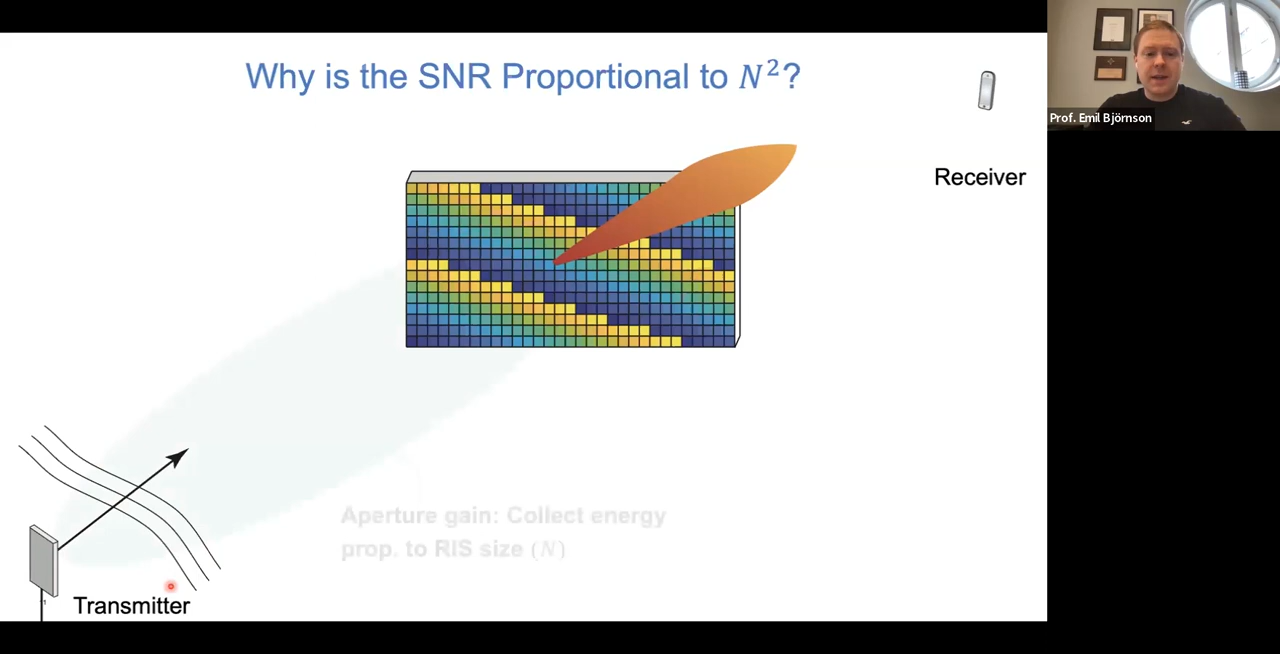 Why is the SNR Proportional to N²?
Prof. Emil Björnson
Receiver
Aperture gain: Collect energy
prop. to RIS size (N)
Transmitter